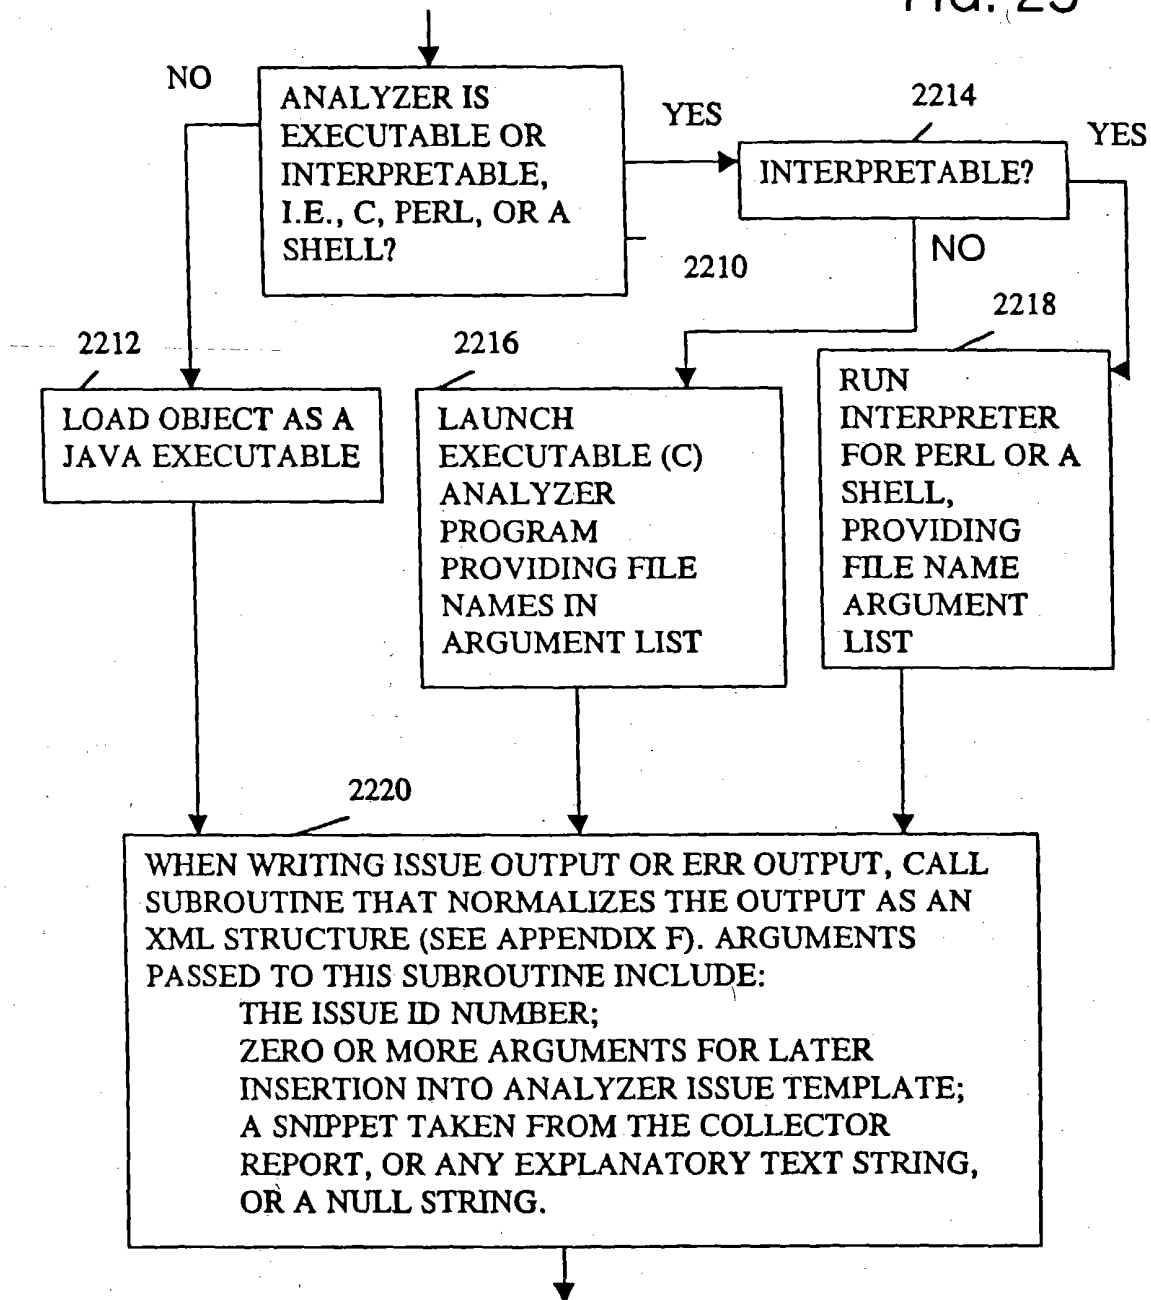 FIG. 23
NO
ANALYZER IS
EXECUTABLE OR
INTERPRETABLE,
I.E., C, PERL, OR A
SHELL?
YES
2210
2214
INTERPRETABLE?
YES
NO
2212
LOAD OBJECT AS A
JAVA EXECUTABLE
2216
LAUNCH
EXECUTABLE (C)
ANALYZER
PROGRAM
PROVIDING FILE
NAMES IN
ARGUMENT LIST
2218
RUN
INTERPRETER
FOR PERL OR A
SHELL,
PROVIDING
FILE NAME
ARGUMENT
LIST
2220
WHEN WRITING ISSUE OUTPUT OR ERR OUTPUT, CALL
SUBROUTINE THAT NORMALIZES THE OUTPUT AS AN
XML STRUCTURE (SEE APPENDIX F). ARGUMENTS
PASSED TO THIS SUBROUTINE INCLUDE:
THE ISSUE ID NUMBER;
ZERO OR MORE ARGUMENTS FOR LATER
INSERTION INTO ANALYZER ISSUE TEMPLATE;
A SNIPPET TAKEN FROM THE COLLECTOR
REPORT, OR ANY EXPLANATORY TEXT STRING,
OR A NULL STRING.